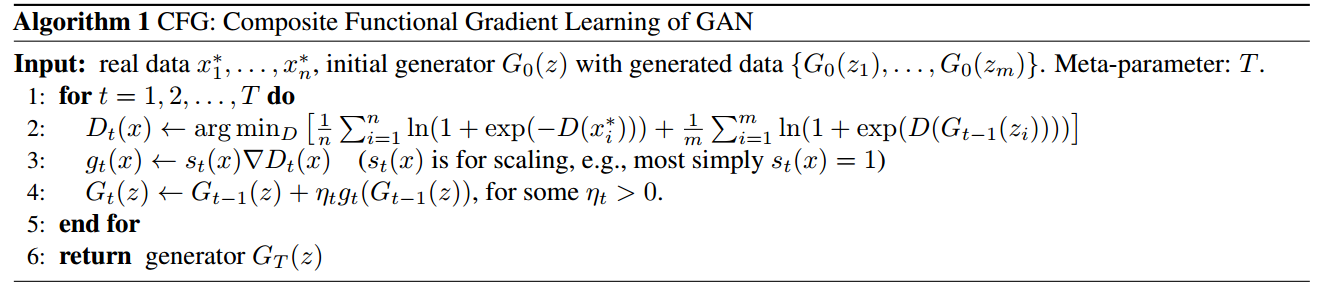 Algorithm 1 CFG: Composite Functional Gradient Learning of GAN
Input: real data $x_1^*, \ldots, x_n^*$, initial generator $G_0(z)$ with generated data $\{G_0(z_1), \ldots, G_0(z_m)\}$. Meta-parameter: $T$.
1: for $t = 1, 2, \ldots, T$ do
2: $D_t(x) \leftarrow \arg\min_D \left[ \frac{1}{n} \sum_{i=1}^n \ln(1 + \exp(-D(x_i^*))) + \frac{1}{m} \sum_{i=1}^m \ln(1 + \exp(D(G_{t-1}(z_i)))) \right]$
3: $g_t(x) \leftarrow s_t(x) \nabla D_t(x)$ ($s_t(x)$ is for scaling, e.g., most simply $s_t(x) = 1$)
4: $G_t(z) \leftarrow G_{t-1}(z) + \eta_t g_t(G_{t-1}(z))$, for some $\eta_t > 0$.
5: end for
6: return generator $G_T(z)$